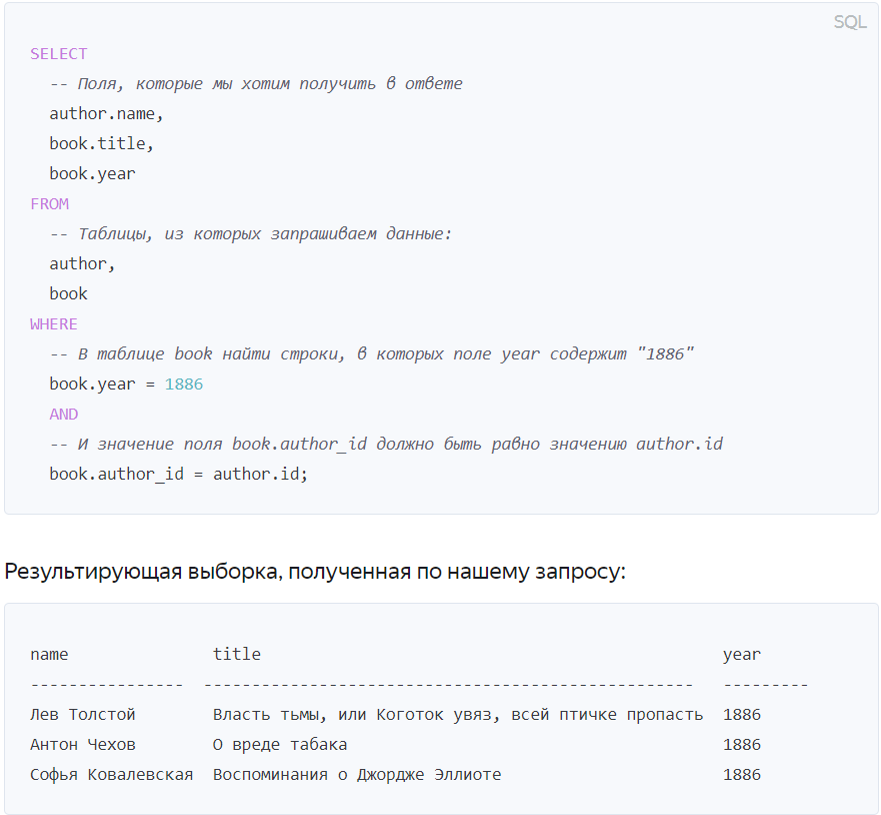 SQL
SELECT
-- Поля, которые мы хотим получить в ответе
author.name,
book.title,
book.year
FROM
-- Таблицы, из которых запрашиваем данные:
author,
book
WHERE
-- В таблице book найти строки, в которых поле year содержит "1886"
book.year = 1886
AND
-- И значение поля book.author_id должно быть равно значению author.id
book.author_id = author.id;
Результирующая выборка, полученная по нашему запросу:
name title year
---------------- --------------------------------------------------- ---------
Лев Толстой Власть тьмы, или Коготок увяз, всей птичке пропасть 1886
Антон Чехов О вреде табака 1886
Софья Ковалевская Воспоминания о Джордже Эллиоте 1886